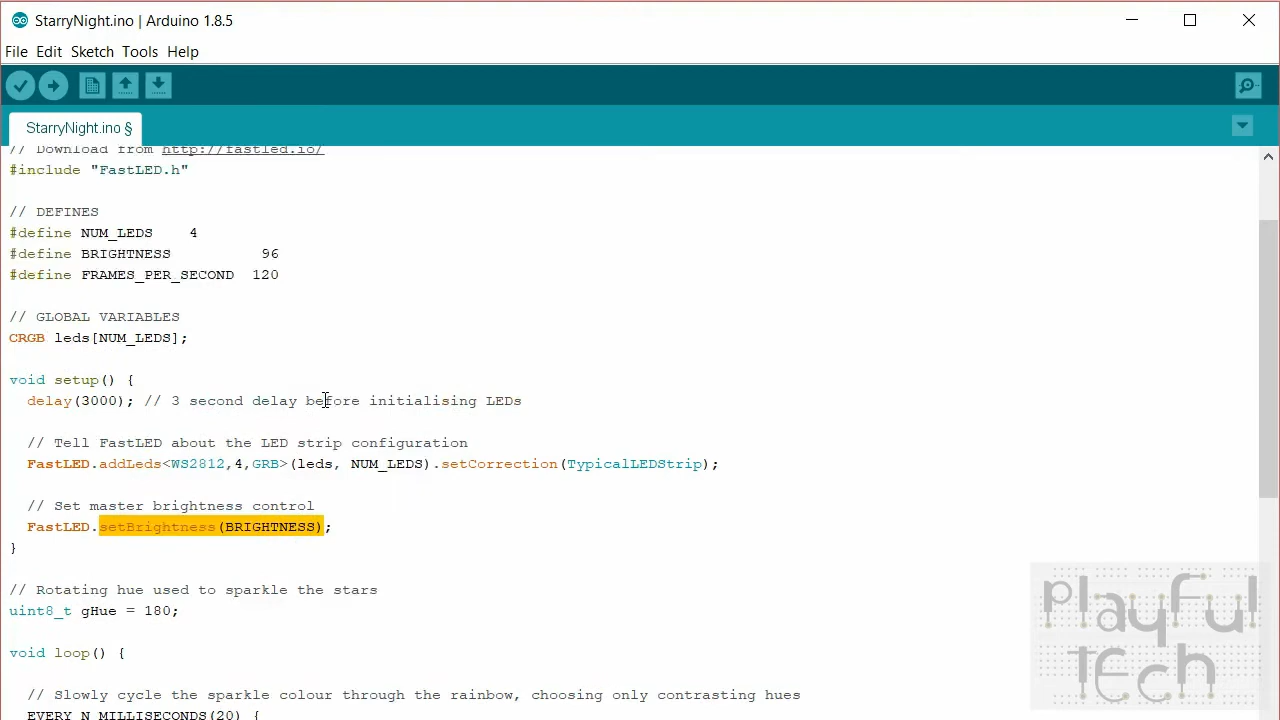 StarryNight.ino | Arduino 1.8.5
File Edit Sketch Tools Help
StarryNight.ino §
// Download from http://fastled.io/
#include "FastLED.h"
// DEFINES
#define NUM_LEDS 4
#define BRIGHTNESS 96
#define FRAMES_PER_SECOND 120
// GLOBAL VARIABLES
CRGB leds[NUM_LEDS];
void setup() {
delay(3000); // 3 second delay before initialising LEDs
// Tell FastLED about the LED strip configuration
FastLED.addLeds<WS2812,4,GRB>(leds, NUM_LEDS).setCorrection(TypicalLEDStrip);
// Set master brightness control
FastLED.setBrightness(BRIGHTNESS);
}
// Rotating hue used to sparkle the stars
uint8_t gHue = 180;
void loop() {
// Slowly cycle the sparkle colour through the rainbow, choosing only contrasting hues
EVERY_N_MILLISECONDS(20) {
playful
tech